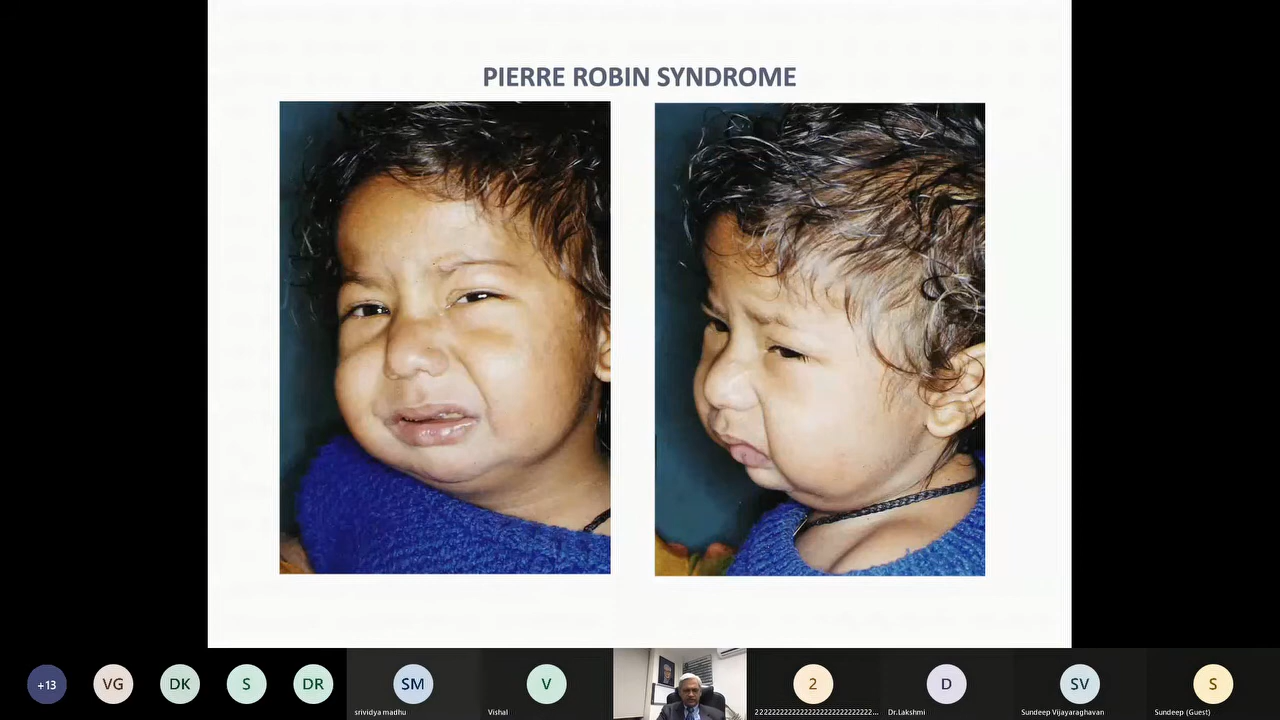 PIERRE ROBIN SYNDROME
+13
VG
DK
S
DR
SM
V
2
D
SV
S
srividya madhu
Vishal
Dr.Lakshmi
Sundeep Vijayaraghavan
Sundeep (Guest)